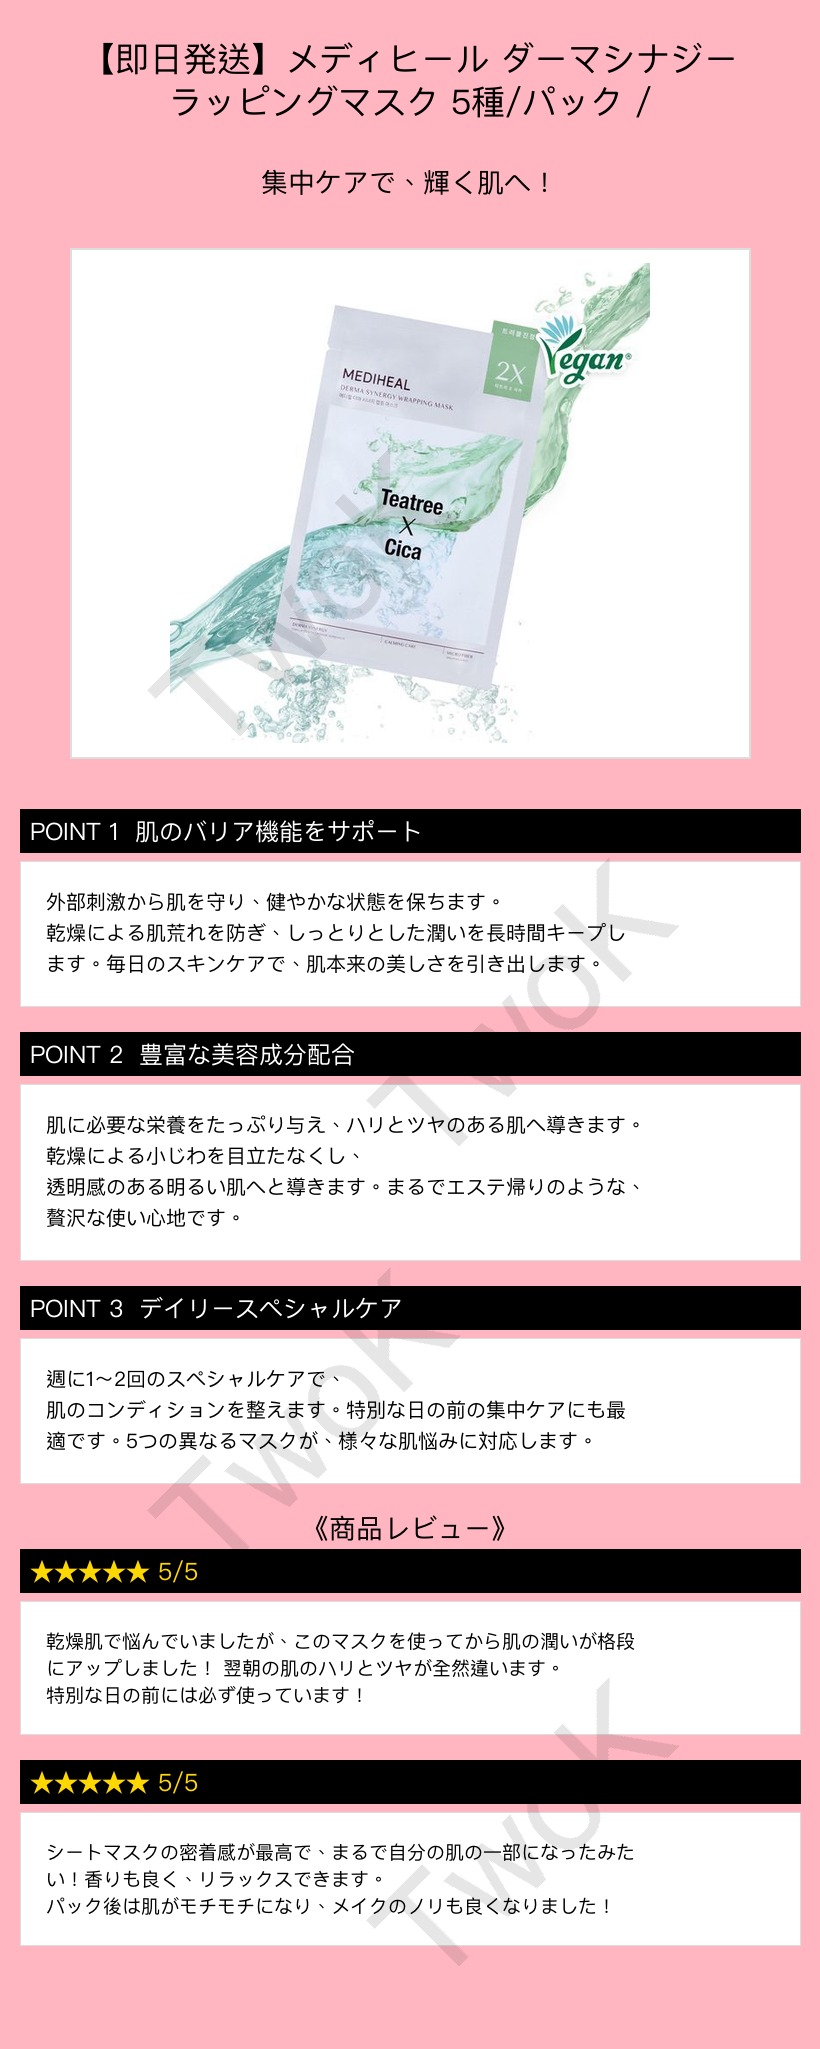 【即日発送】メディヒール ダーマシナジー
ラッピングマスク 5種/パック /
集中ケアで、輝く肌へ！
트러블진정
2X
Vegan®
MEDIHEAL
DERMA SYNERGY WRAPPING MASK
메디힐 더마 시너지 랩핑 마스크
Teatree
X
Cica
DERMA SYNERGY
CALMING CARE
MICRO FIBER
TwoK
POINT 1 肌のバリア機能をサポート
外部刺激から肌を守り、健やかな状態を保ちます。
乾燥による肌荒れを防ぎ、しっとりとした潤いを長時間キープし
ます。毎日のスキンケアで、肌本来の美しさを引き出します。
TwoK
POINT 2 豊富な美容成分配合
肌に必要な栄養をたっぷり与え、ハリとツヤのある肌へ導きます。
乾燥による小じわを目立たなくし、
透明感のある明るい肌へと導きます。まるでエステ帰りのような、
贅沢な使い心地です。
POINT 3 デイリースペシャルケア
週に1〜2回のスペシャルケアで、
肌のコンディションを整えます。特別な日の前の集中ケアにも最
適です。5つの異なるマスクが、様々な肌悩みに対応します。
TwoK
《商品レビュー》
★★★★★ 5/5
乾燥肌で悩んでいましたが、このマスクを使ってから肌の潤いが格段
にアップしました！ 翌朝の肌のハリとツヤが全然違います。
特別な日の前には必ず使っています！
★★★★★ 5/5
シートマスクの密着感が最高で、まるで自分の肌の一部になったみた
い！香りも良く、リラックスできます。
パック後は肌がモチモチになり、メイクのノリも良くなりました！
TwoK